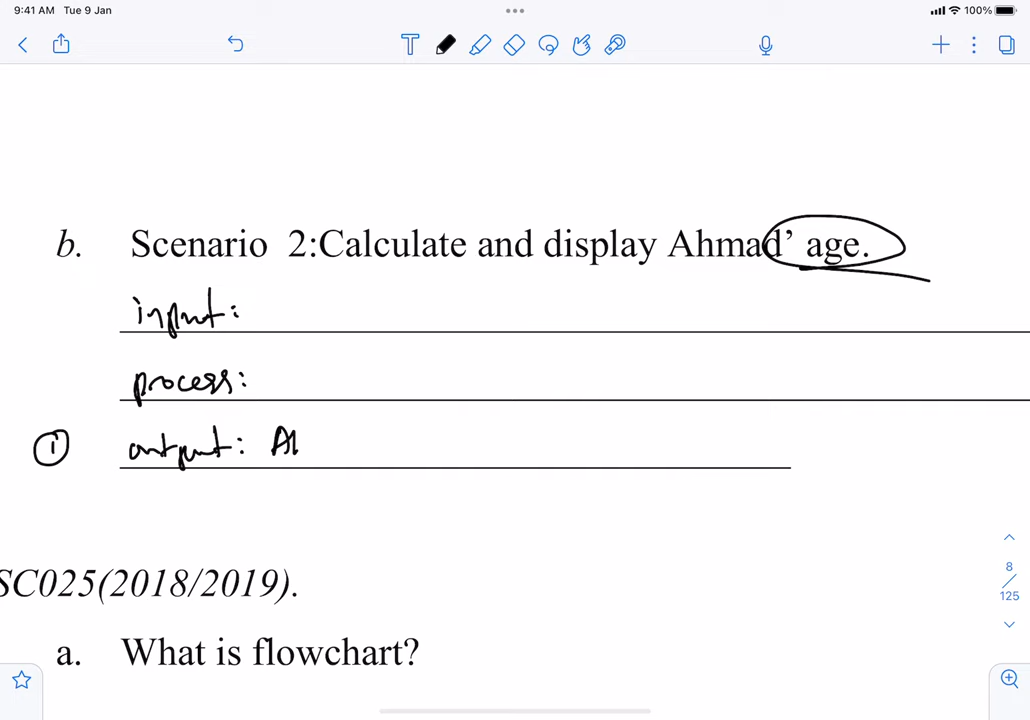 9:41 AM Tue 9 Jan 100%
b. Scenario 2:Calculate and display Ahmad’ age.
input:
process:
1 output: Al
SC025(2018/2019).
a. What is flowchart?
8
/
125